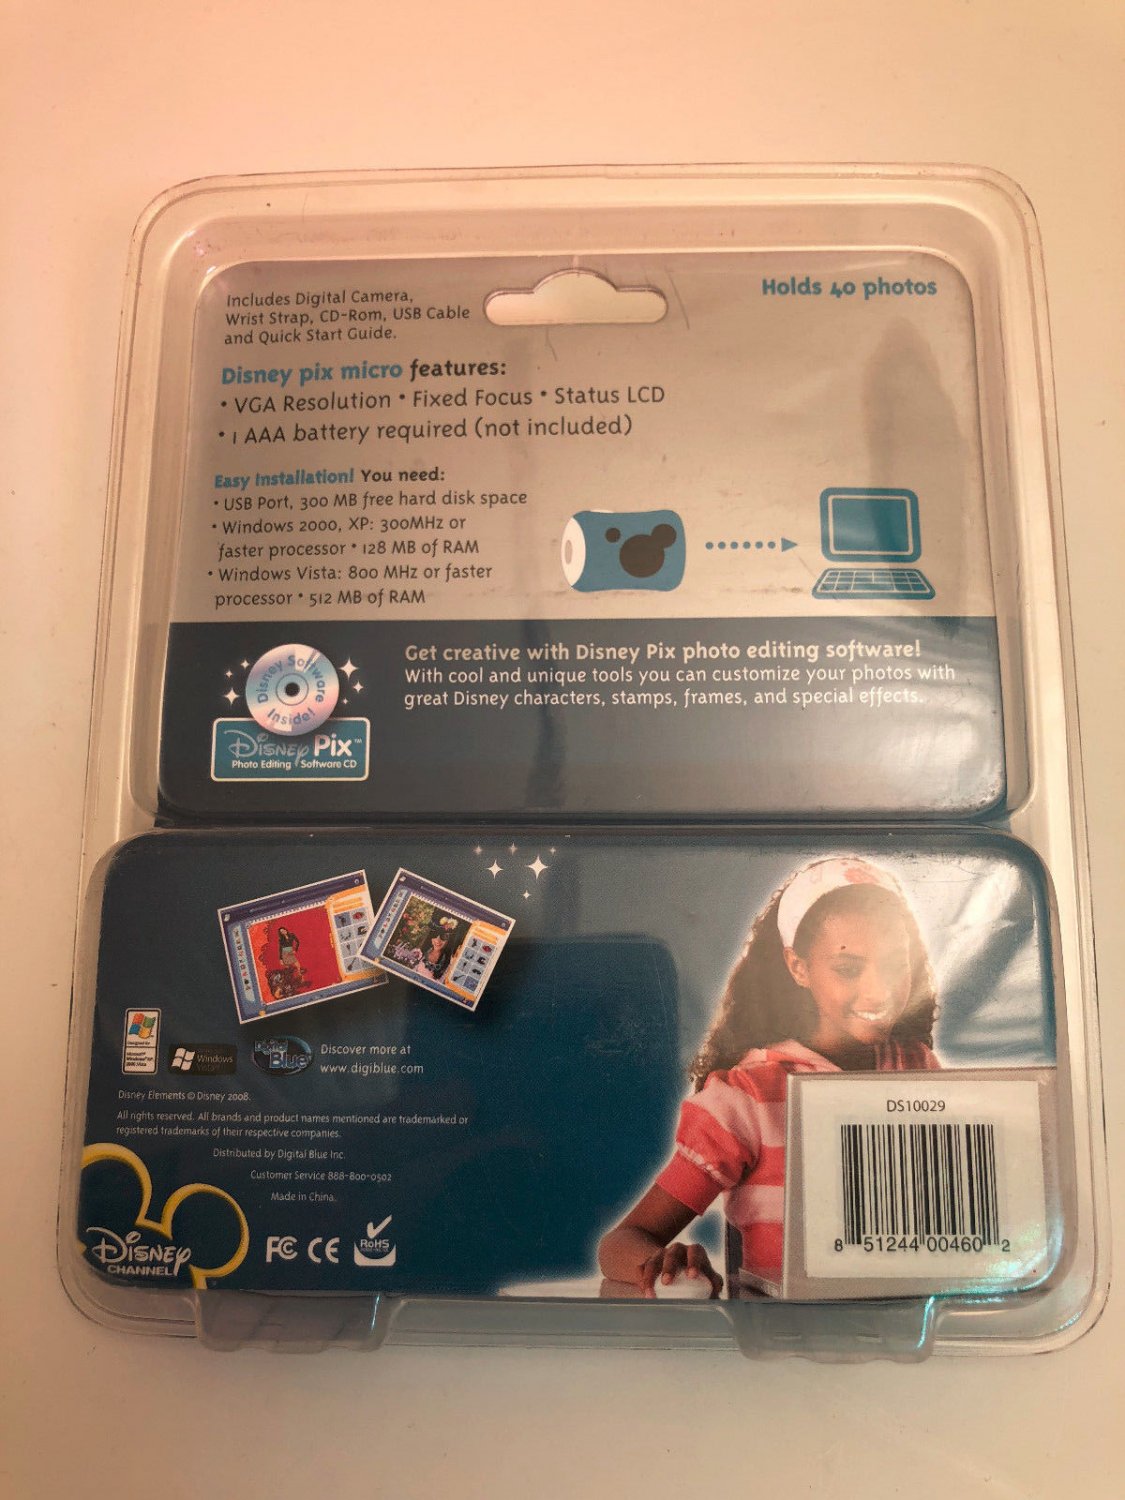 Includes Digital Camera,
Wrist Strap, CD-Rom, USB Cable
and Quick Start Guide.
Holds 40 photos
Disney pix micro features:
• VGA Resolution • Fixed Focus • Status LCD
• 1 AAA battery required (not included)
Easy Installation! You need:
• USB Port, 300 MB free hard disk space
• Windows 2000, XP: 300MHz or
faster processor • 128 MB of RAM
• Windows Vista: 800 MHz or faster
processor • 512 MB of RAM
Disney Software
Inside!
Disney Pix™
Photo Editing Software CD
Get creative with Disney Pix photo editing software!
With cool and unique tools you can customize your photos with
great Disney characters, stamps, frames, and special effects.
Windows
Vista
Digital
Blue
Discover more at
www.digiblue.com
Disney Elements © Disney 2008.
All rights reserved. All brands and product names mentioned are trademarked or
registered trademarks of their respective companies.
Distributed by Digital Blue Inc.
Customer Service 888-800-0502
Made in China.
Disney
CHANNEL
FC CE RoHS
DS10029
8 51244 00460 2